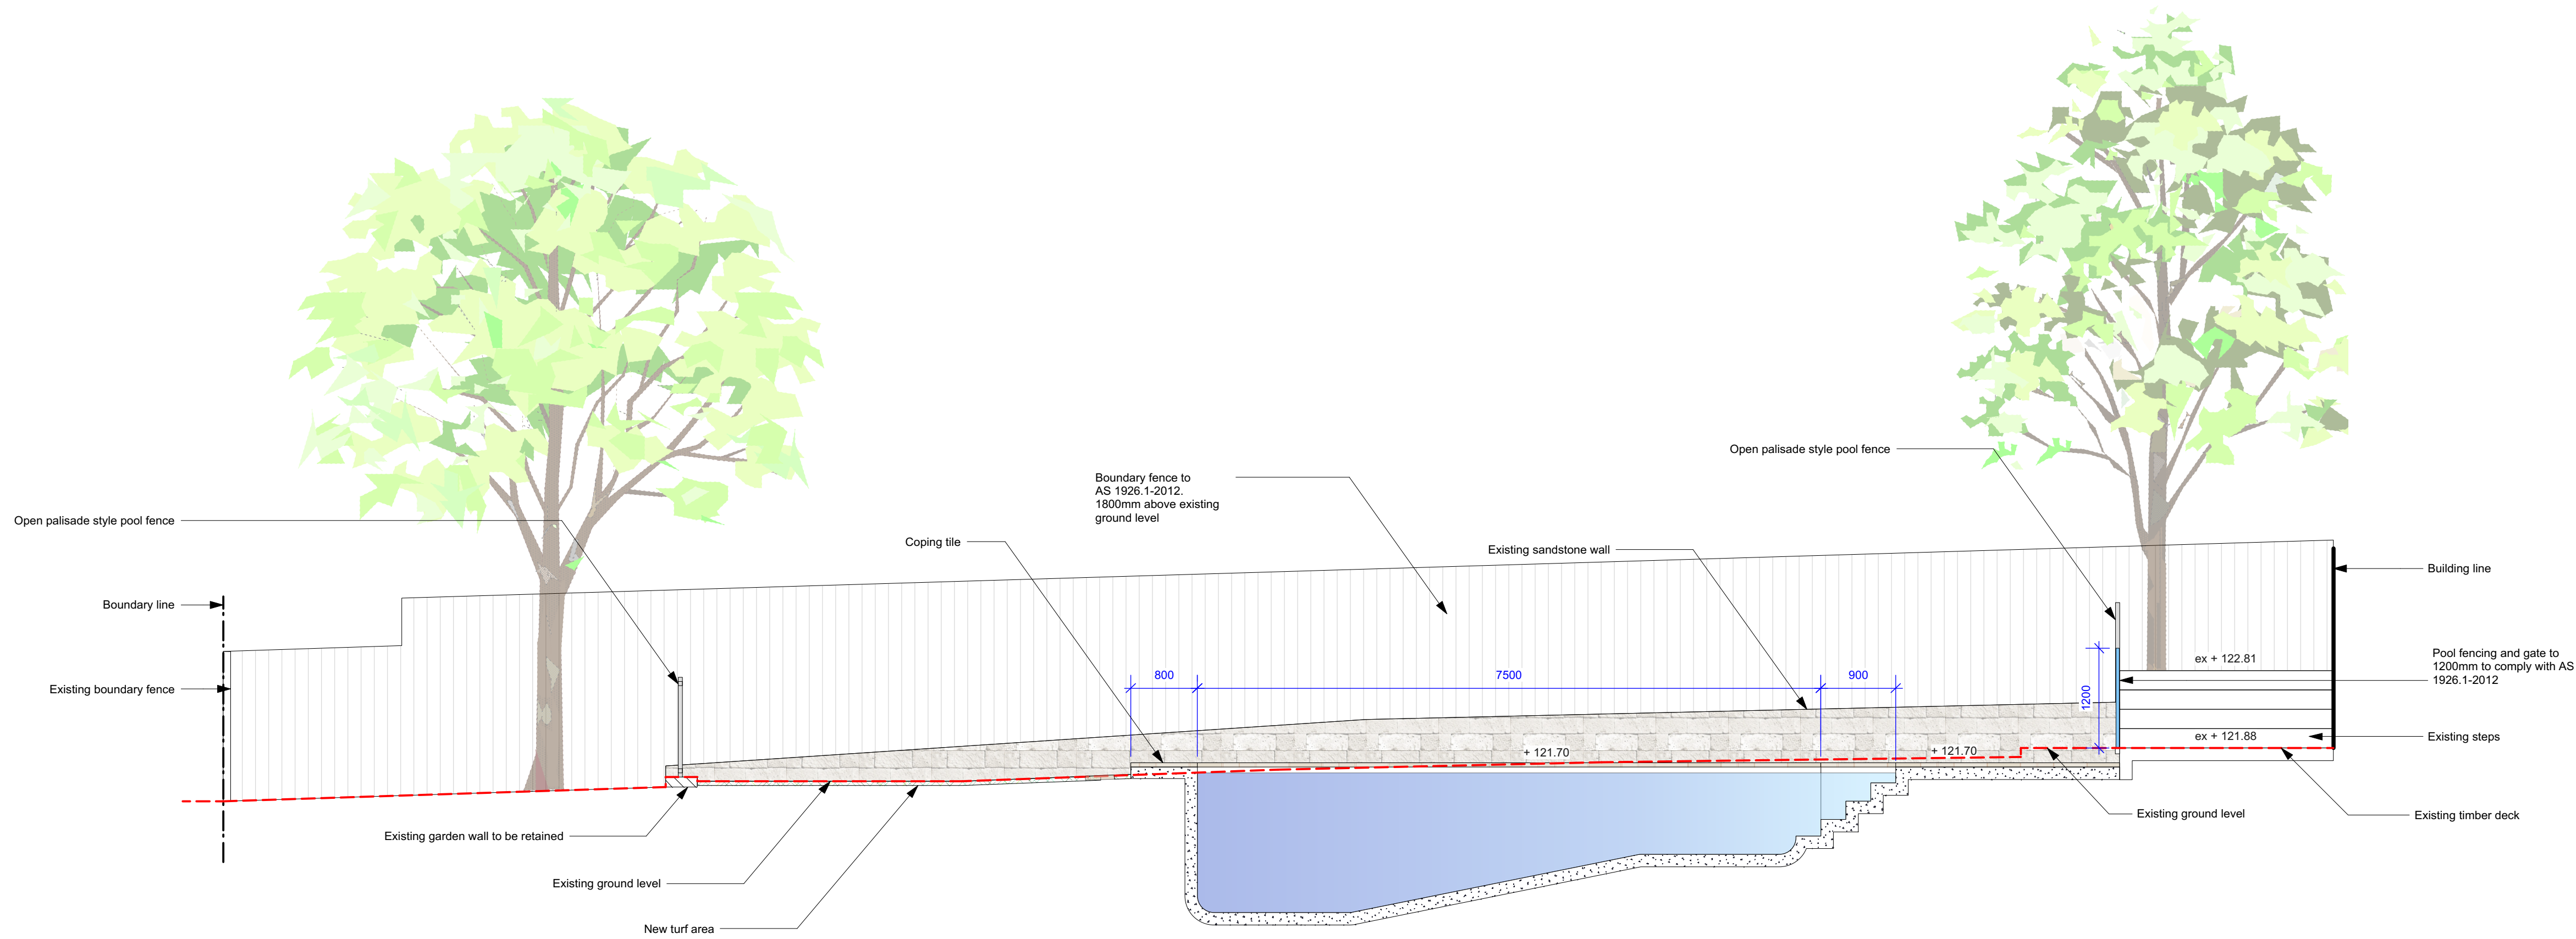 Open palisade style pool fence
Boundary fence to
AS 1926.1-2012.
1800mm above existing
ground level
Open palisade style pool fence
Coping tile
Existing sandstone wall
Building line
Boundary line
Pool fencing and gate to
1200mm to comply with AS
1926.1-2012
ex + 122.81
800
7500
900
1200
Existing boundary fence
ex + 121.88
Existing steps
+ 121.70
+ 121.70
Existing ground level
Existing timber deck
Existing garden wall to be retained
Existing ground level
New turf area